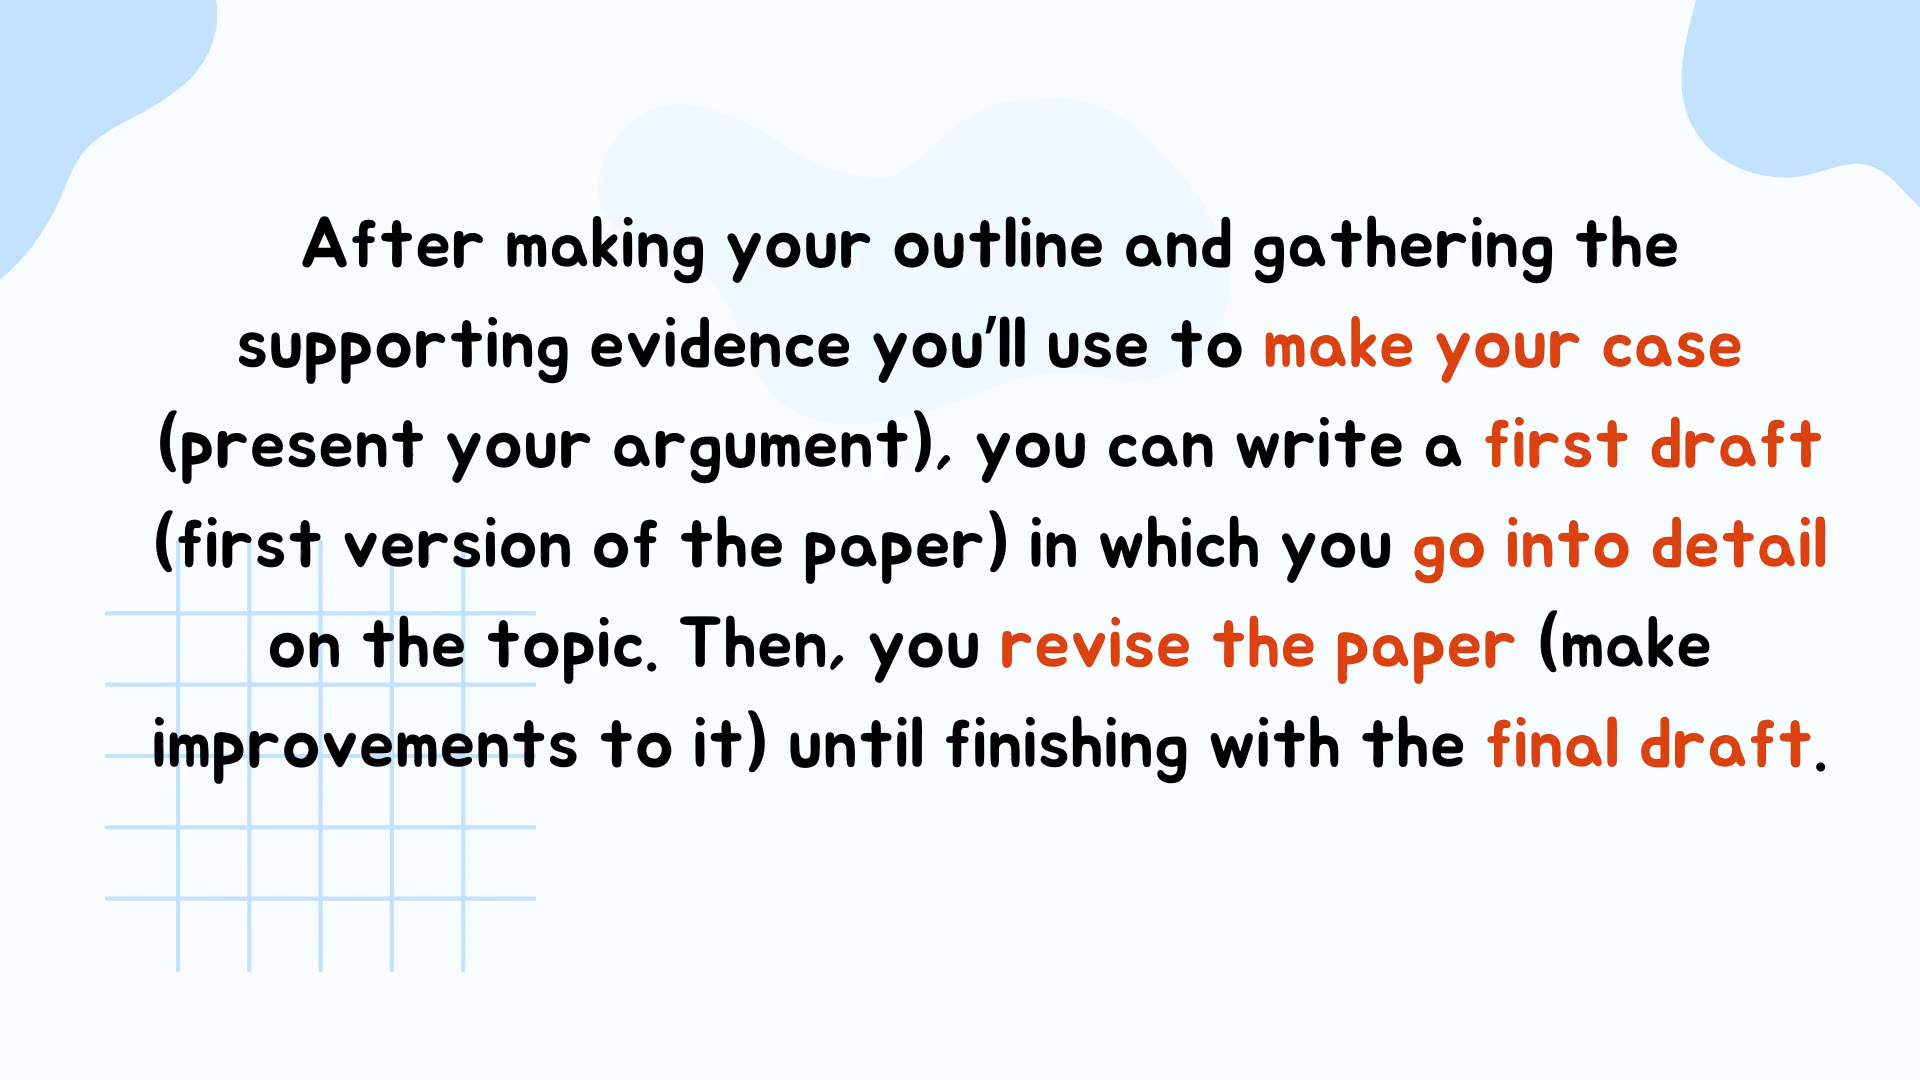 After making your outline and gathering the
supporting evidence you'll use to make your case
(present your argument), you can write a first draft
(first version of the paper) in which you go into detail
on the topic. Then, you revise the paper (make
improvements to it) until finishing with the final draft.